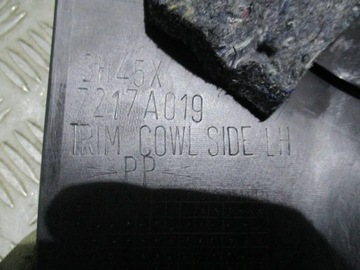 3H45X
7217A019
TRIM COWL SIDE LH
>PP<